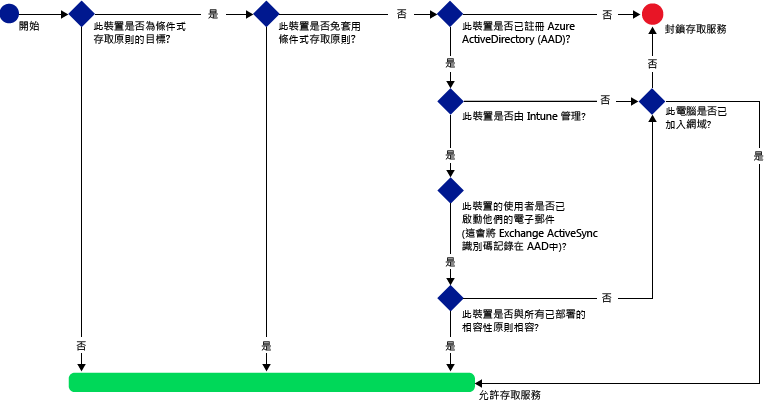 開始
此裝置是否為條件式
存取原則的目標?
是
此裝置是否免套用
條件式存取原則?
否
此裝置是否已註冊 Azure
ActiveDirectory (AAD)?
否
封鎖存取服務
是
否
此裝置是否由 Intune 管理?
否
此電腦是否已
加入網域?
是
是
此裝置的使用者是否已
啟動他們的電子郵件
(這會將 Exchange ActiveSync
識別碼記錄在 AAD中)?
是
此裝置是否與所有已部署的
相容性原則相容?
否
否
是
是
允許存取服務